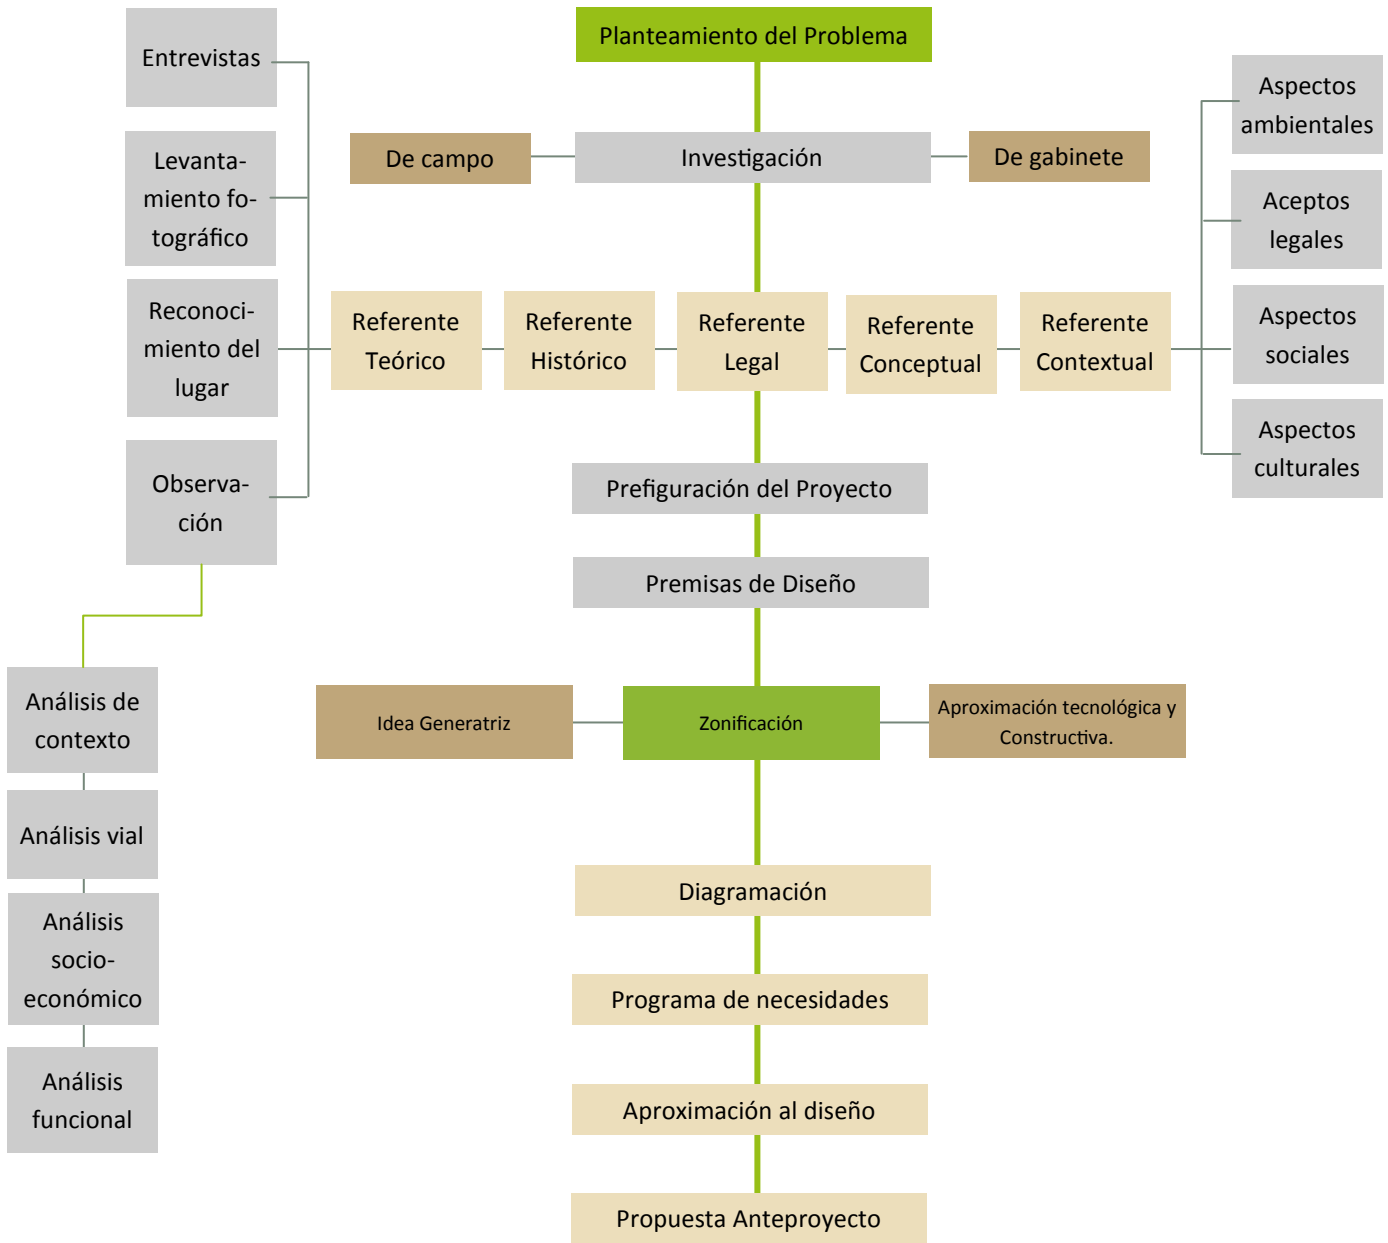 Planteamiento del Problema
Entrevistas
Levanta-
miento fo-
tográfico
Reconoci-
miento del
lugar
Observa-
ción
De campo
Investigación
De gabinete
Aspectos
ambientales
Aceptos
legales
Aspectos
sociales
Aspectos
culturales
Referente
Teórico
Referente
Histórico
Referente
Legal
Referente
Conceptual
Referente
Contextual
Prefiguración del Proyecto
Premisas de Diseño
Análisis de
contexto
Análisis vial
Análisis
socio-
económico
Análisis
funcional
Idea Generatriz
Zonificación
Aproximación tecnológica y
Constructiva.
Diagramación
Programa de necesidades
Aproximación al diseño
Propuesta Anteproyecto